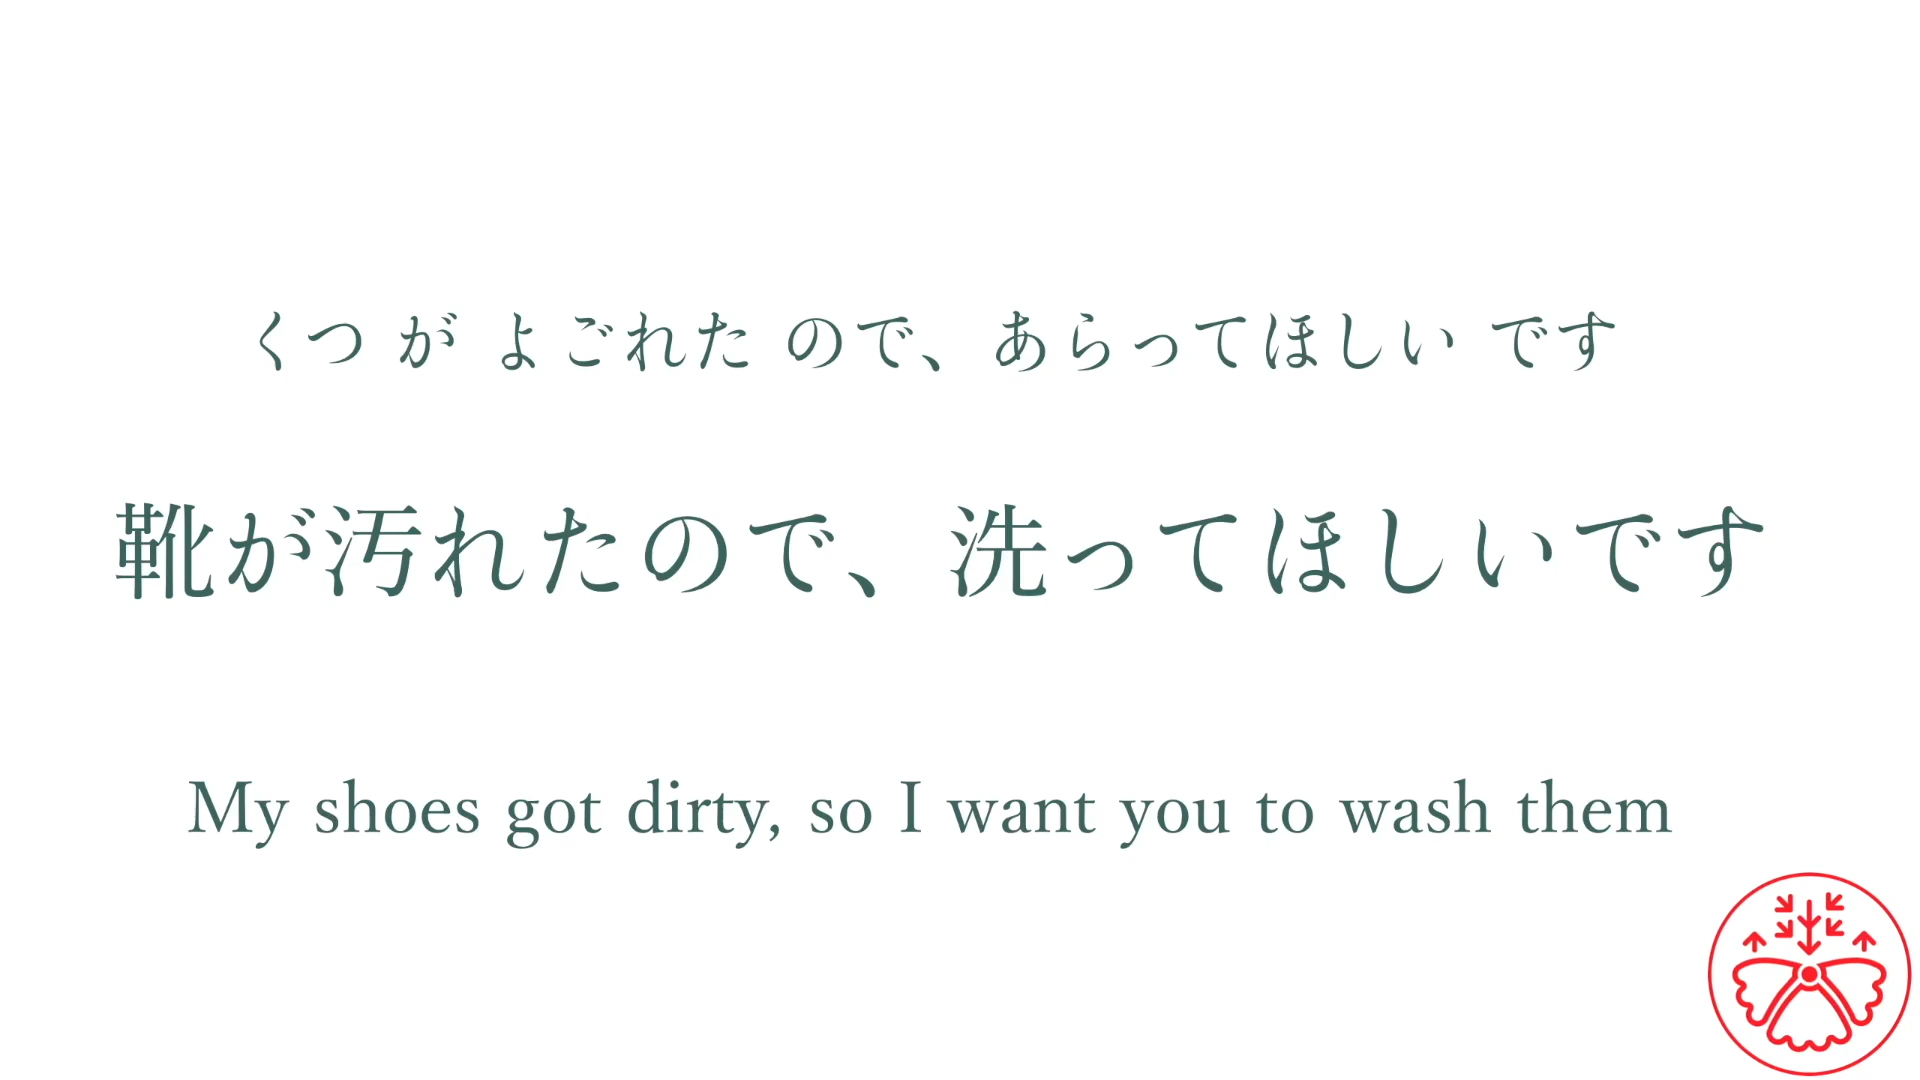 くつ が よごれた ので、あらってほしい です
靴が汚れたので、洗ってほしいです
My shoes got dirty, so I want you to wash them